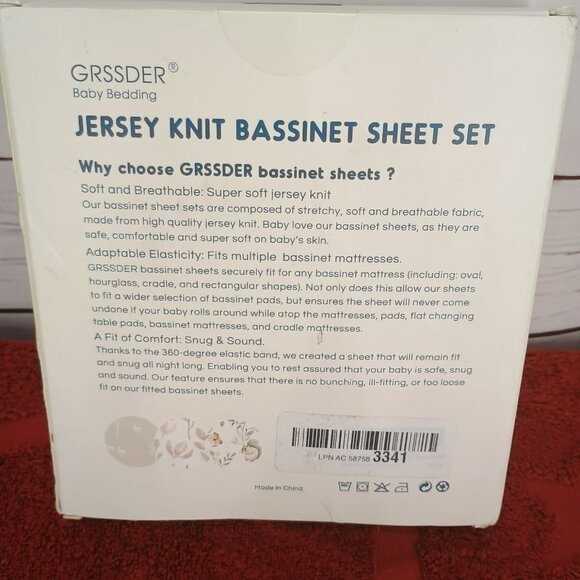 GRSSDER®
Baby Bedding
JERSEY KNIT BASSINET SHEET SET
Why choose GRSSDER bassinet sheets ?
Soft and Breathable: Super soft jersey knit
Our bassinet sheet sets are composed of stretchy, soft and breathable fabric,
made from high quality jersey knit. Baby love our bassinet sheets, as they are
safe, comfortable and super soft on baby's skin.
Adaptable Elasticity: Fits multiple bassinet mattresses.
GRSSDER bassinet sheets securely fit for any bassinet mattress (including: oval,
hourglass, cradle, and rectangular shapes). Not only does this allow our sheets
to fit a wider selection of bassinet pads, but ensures the sheet will never come
undone if your baby rolls around while atop the mattresses, pads, flat changing
table pads, bassinet mattresses, and cradle mattresses.
A Fit of Comfort: Snug & Sound.
Thanks to the 360-degree elastic band, we created a sheet that will remain fit
and snug all night long. Enabling you to rest assured that your baby is safe, snug
and sound. Our feature ensures that there is no bunching, ill-fitting, or too loose
fit on our fitted bassinet sheets.
LPN AC 58758 3341
Made in China